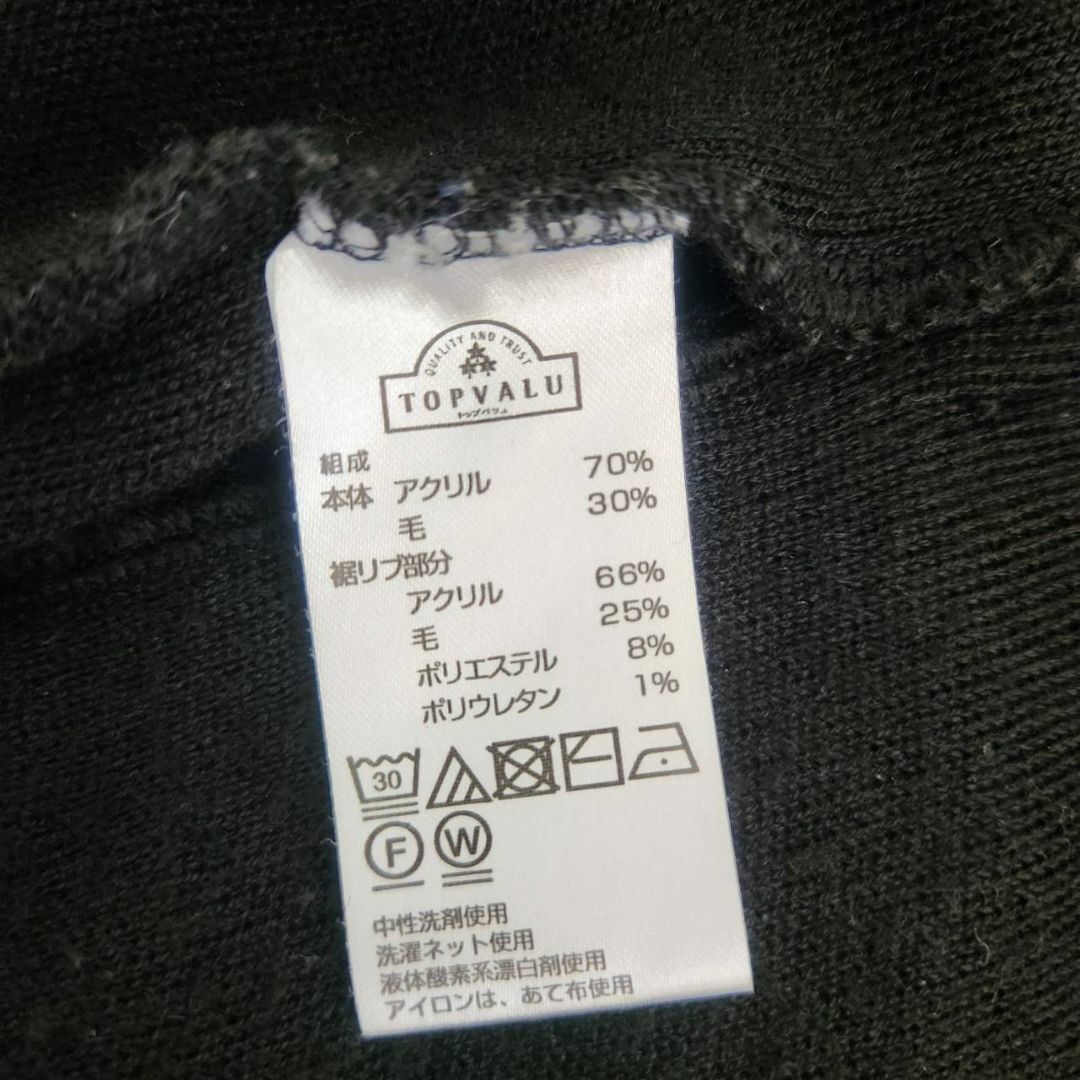 QUALITY AND TRUST
TOPVALU
トップバリュ
組成
本体 アクリル 70%
毛 30%
裾リブ部分
アクリル 66%
毛 25%
ポリエステル 8%
ポリウレタン 1%
30
F W
中性洗剤使用
洗濯ネット使用
液体酸素系漂白剤使用
アイロンは、あて布使用